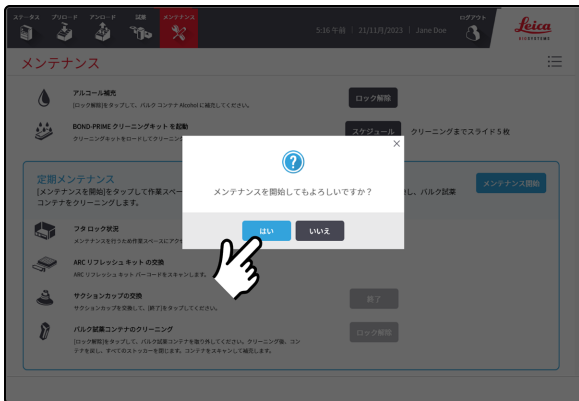 ステータス プリロード プローブ 試薬 メンテナンス
5:16 午前 | 21/11月/2023 | Jane Doe ログアウト
Leica
BIOSYSTEMS
メンテナンス
アルコール補充
[ロック解除]をタップして、バルク コンテナ Alcohol に補充してください。
ロック解除
BOND-PRIME クリーニングキット を起動
クリーニングキットをロードしてクリーニン
スケジュール クリーニングまでスライド 5 枚
メンテナンスを開始してもよろしいですか？
はい いいえ
定期メンテナンス
[メンテナンスを開始]をタップして作業スペー
し、バルク試薬
コンテナをクリーニングします。
メンテナンス開始
フタ ロック状況
メンテナンスを行うため作業スペースにアクセ
ARC リフレッシュ キット の交換
ARC リフレッシュ キット バーコードをスキャンします。
サクションカップの交換
サクションカップを交換して、[終了]をタップしてください。
終了
バルク試薬コンテナのクリーニング
[ロック解除]をタップして、バルク試薬コンテナを取り外してください。クリーニング後、コン
テナを戻し、すべてのストッカーを閉じます。コンテナをスキャンして補充します。
ロック解除